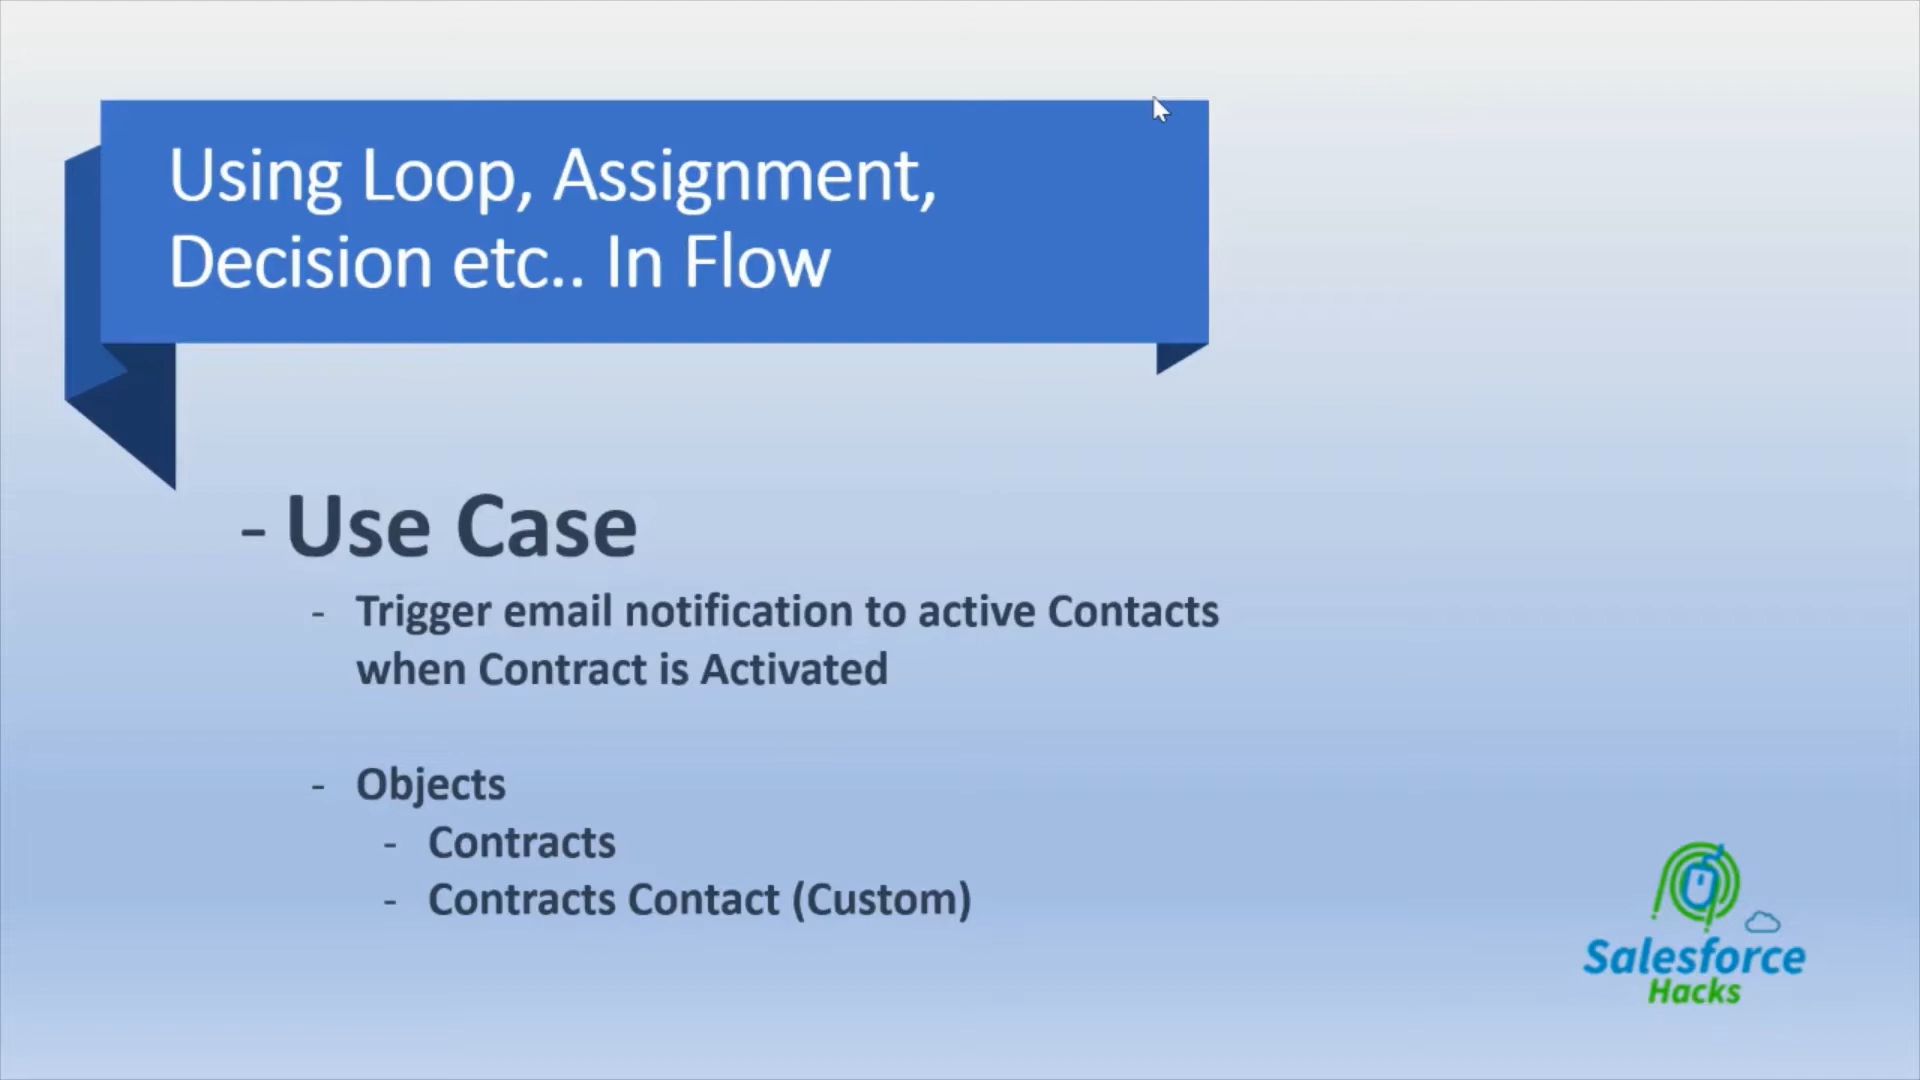 Using Loop, Assignment,
Decision etc.. In Flow
- Use Case
- Trigger email notification to active Contacts
when Contract is Activated
- Objects
- Contracts
- Contracts Contact (Custom)
Salesforce
Hacks